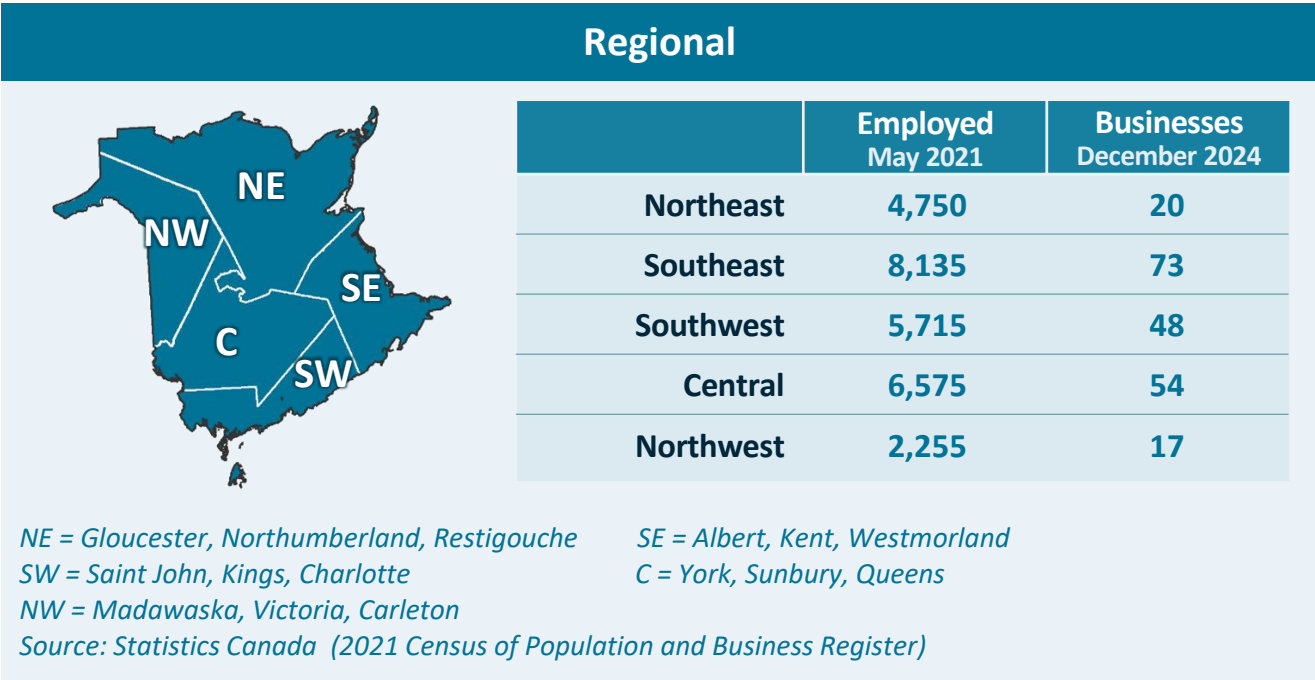 Regional
NE
NW
SE
C
SW
Employed Businesses
May 2021 December 2024
Northeast 4,750 20
Southeast 8,135 73
Southwest 5,715 48
Central 6,575 54
Northwest 2,255 17
NE = Gloucester, Northumberland, Restigouche SE = Albert, Kent, Westmorland
SW = Saint John, Kings, Charlotte C = York, Sunbury, Queens
NW = Madawaska, Victoria, Carleton
Source: Statistics Canada (2021 Census of Population and Business Register)